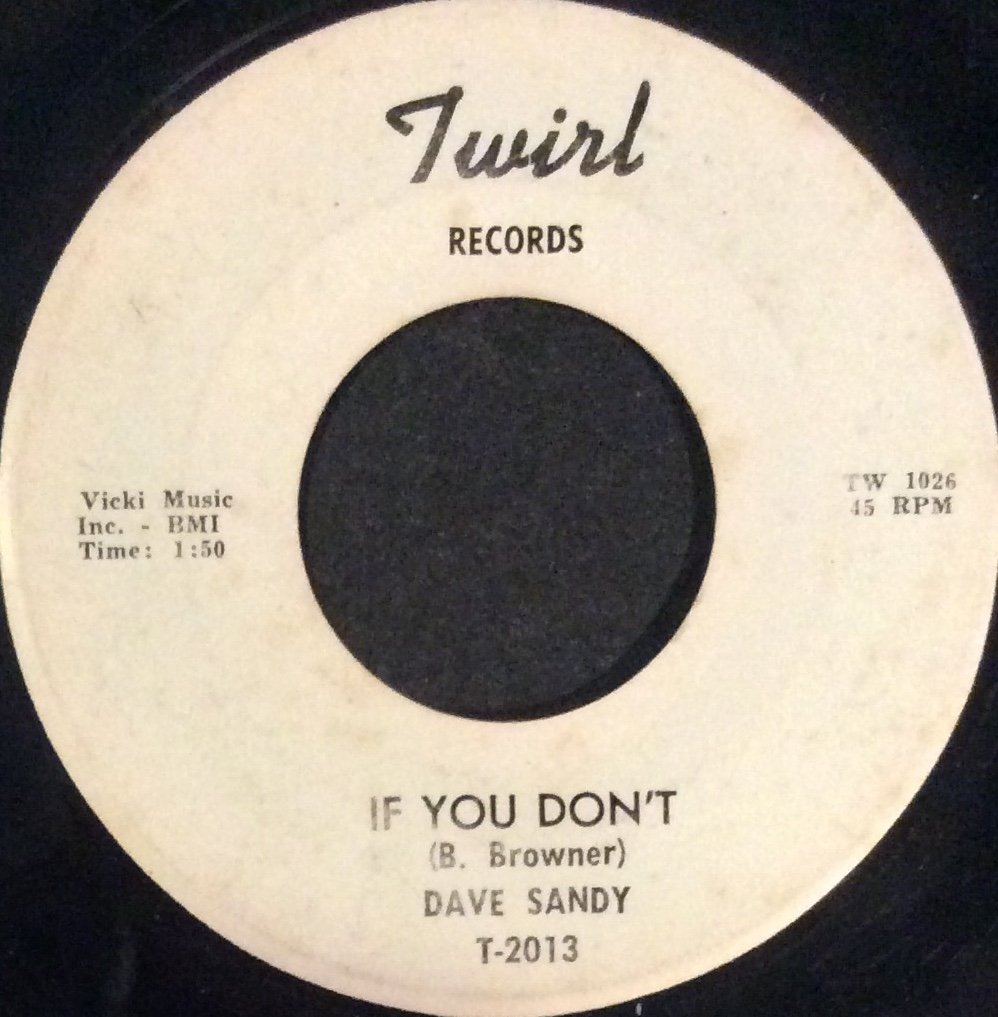 Twirl
RECORDS
Vicki Music
Inc. - BMI
Time: 1:50
TW 1026
45 RPM
IF YOU DON'T
(B. Browner)
DAVE SANDY
T-2013